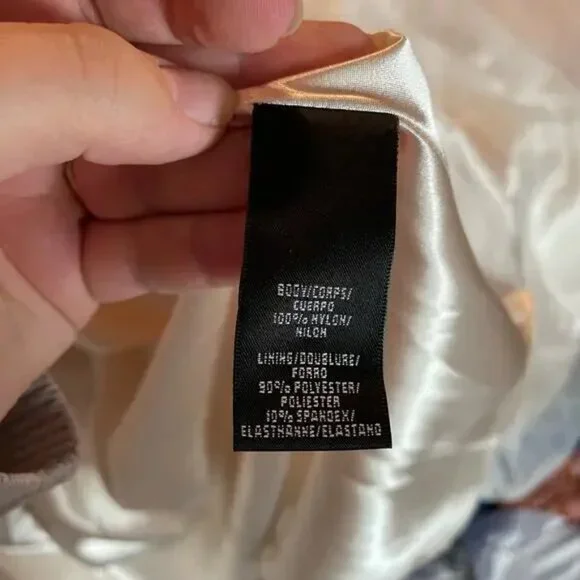 BODY/CORPS/
CUERPO
100% NYLON/
NILON
LINING/DOUBLURE/
FORRO
90% POLYESTER/
POLIESTER
10% SPANDEX/
ELASTHANNE/ELASTANO